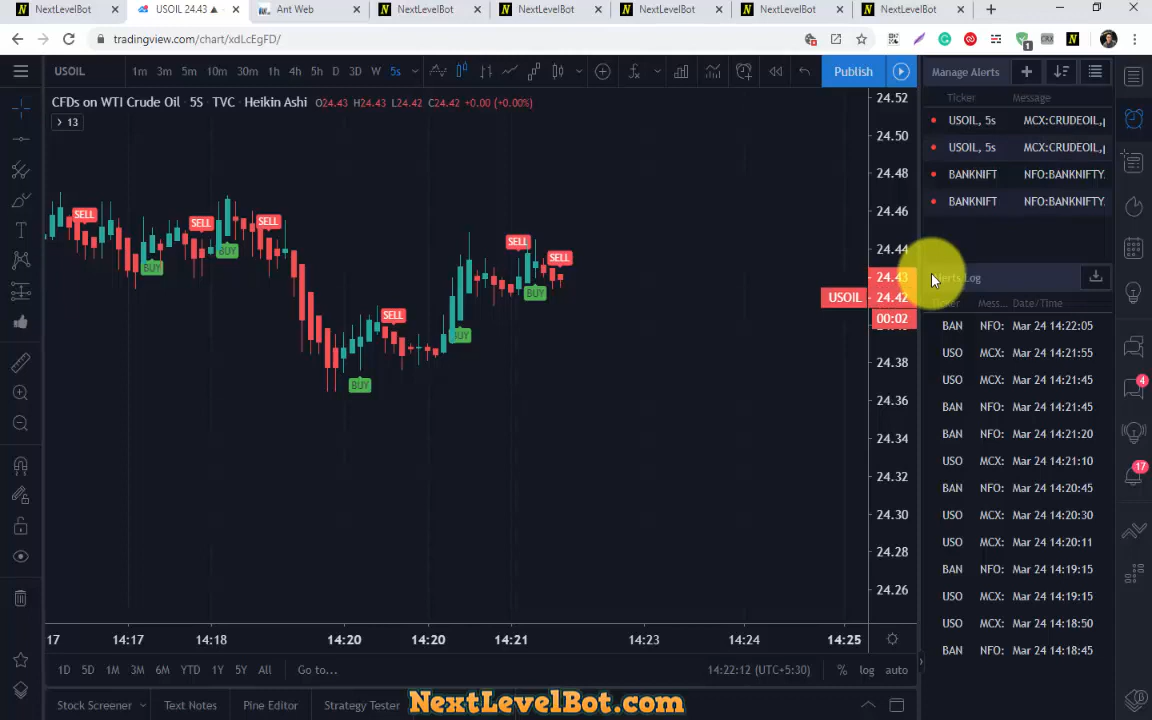 NextLevelBot
USOIL 24.43 ▲
Ant Web
NextLevelBot
NextLevelBot
NextLevelBot
NextLevelBot
NextLevelBot
tradingview.com/chart/xdLcEgFD/
1
USOIL
1m 3m 5m 10m 30m 1h 4h 5h D 3D W 5s
Publish
CFDs on WTI Crude Oil · 5S · TVC · Heikin Ashi O24.43 H24.43 L24.42 C24.42 +0.00 (+0.00%)
> 13
SELL
SELL
SELL
BUY
BUY
BUY
SELL
BUY
SELL
BUY
SELL
24.52
24.50
24.48
24.46
24.44
24.43
USOIL 24.42
00:02
24.38
24.36
24.34
24.32
24.30
24.28
24.26
17 14:17 14:18 14:20 14:20 14:21 14:23 14:24 14:25
1D 5D 1M 3M 6M YTD 1Y 5Y All Go to...
14:22:12 (UTC+5:30) % log auto
Stock Screener Text Notes Pine Editor Strategy Tester
NextLevelBot.com
Manage Alerts
Ticker Message
USOIL, 5s MCX:CRUDEOIL,
USOIL, 5s MCX:CRUDEOIL,
BANKNIFT NFO:BANKNIFTY.
BANKNIFT NFO:BANKNIFTY.
Alerts Log
Ticker Mess... Date/Time
BAN NFO: Mar 24 14:22:05
USO MCX: Mar 24 14:21:55
USO MCX: Mar 24 14:21:45
BAN NFO: Mar 24 14:21:45
BAN NFO: Mar 24 14:21:20
USO MCX: Mar 24 14:21:10
BAN NFO: Mar 24 14:20:45
USO MCX: Mar 24 14:20:30
USO MCX: Mar 24 14:20:11
BAN NFO: Mar 24 14:19:15
USO MCX: Mar 24 14:19:15
USO MCX: Mar 24 14:18:50
BAN NFO: Mar 24 14:18:45
4
17